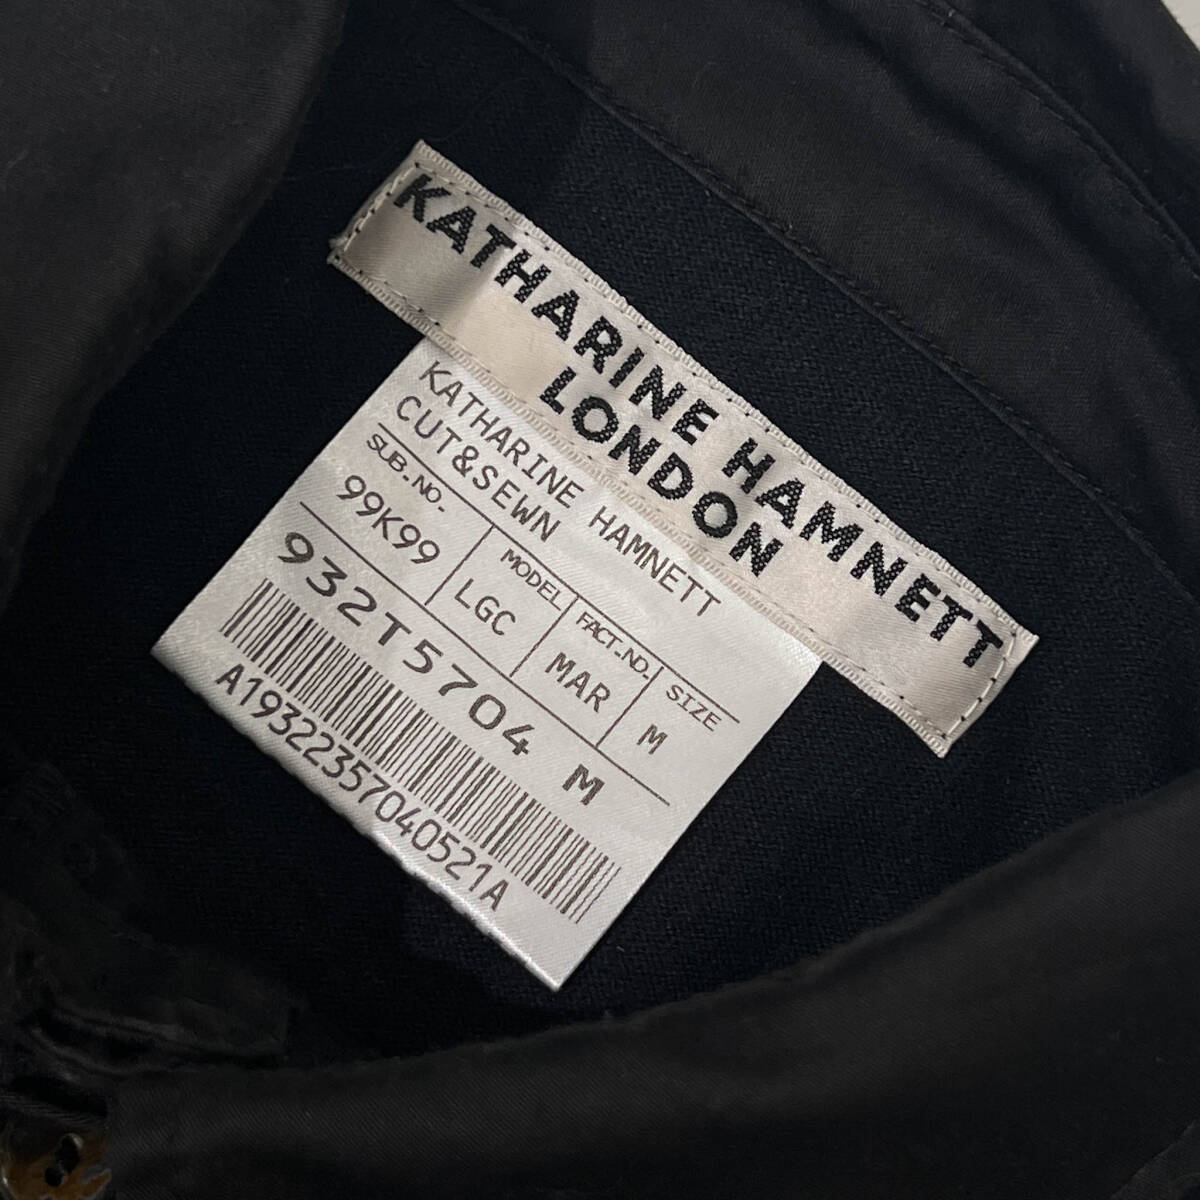 KATHARINE HAMNETT
LONDON
KATHARINE HAMNETT
CUT&SEWN
SUB.NO. MODEL FACT.NO. SIZE
99K99 LGC MAR M
932T5704 M
A19322357040521A